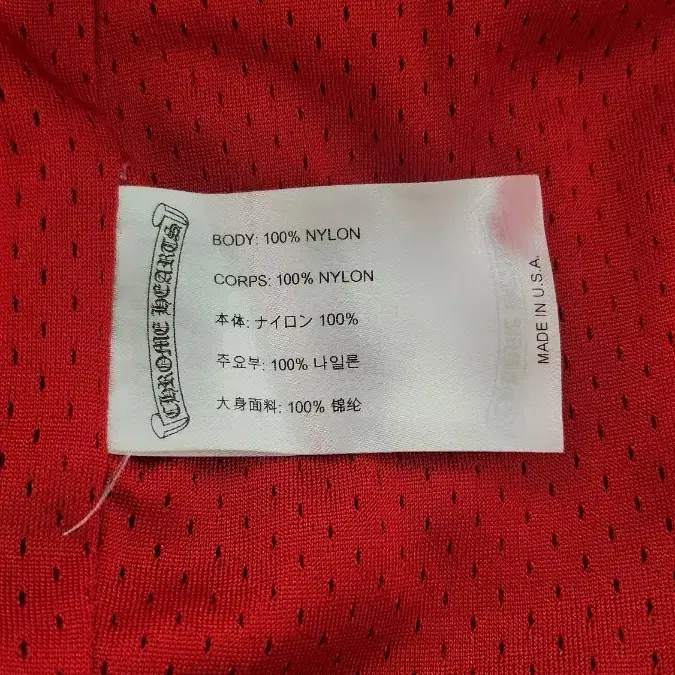 CHROME HEARTS
BODY: 100% NYLON
CORPS: 100% NYLON
本体: ナイロン 100%
주요부: 100% 나일론
大身面料: 100% 锦纶
MADE IN U.S.A.